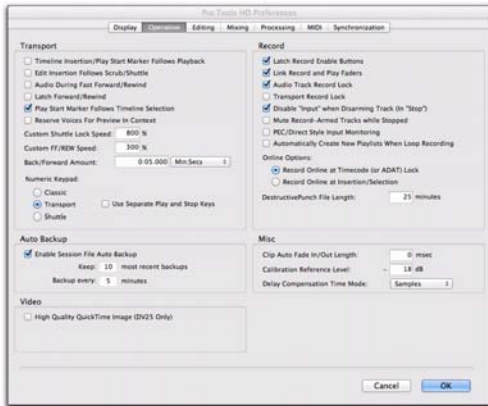 Pro Tools HD Preferences
Display Operation Editing Mixing Processing MIDI Synchronization
Transport
Timeline Insertion/Play Start Marker Follows Playback
Edit Insertion Follows Scrub/Shuttle
Audio During Fast Forward/Rewind
Latch Forward/Rewind
Play Start Marker Follows Timeline Selection
Reserve Voices For Preview In Context
Custom Shuttle Lock Speed: 800 %
Custom FF/REW Speed: 300 %
Back/Forward Amount: 0:05.000 Min:Secs
Numeric Keypad:
Classic
Transport
Use Separate Play and Stop Keys
Shuttle
Auto Backup
Enable Session File Auto Backup
Keep: 10 most recent backups
Backup every: 5 minutes
Video
High Quality QuickTime Image (DV25 Only)
Record
Latch Record Enable Buttons
Link Record and Play Faders
Audio Track Record Lock
Transport Record Lock
Disable "Input" when Disarming Track (In "Stop")
Mute Record-Armed Tracks while Stopped
PEC/Direct Style Input Monitoring
Automatically Create New Playlists When Loop Recording
Online Options:
Record Online at Timecode (or ADAT) Lock
Record Online at Insertion/Selection
DestructivePunch File Length: 25 minutes
Misc
Clip Auto Fade In/Out Length: 0 msec
Calibration Reference Level: - 18 dB
Delay Compensation Time Mode: Samples
Cancel OK